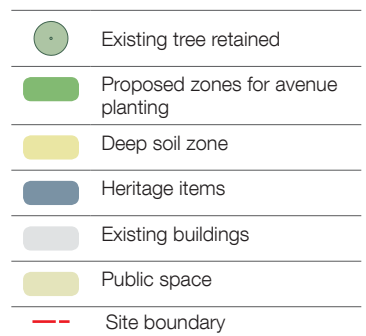 Existing tree retained
Proposed zones for avenue
planting
Deep soil zone
Heritage items
Existing buildings
Public space
Site boundary